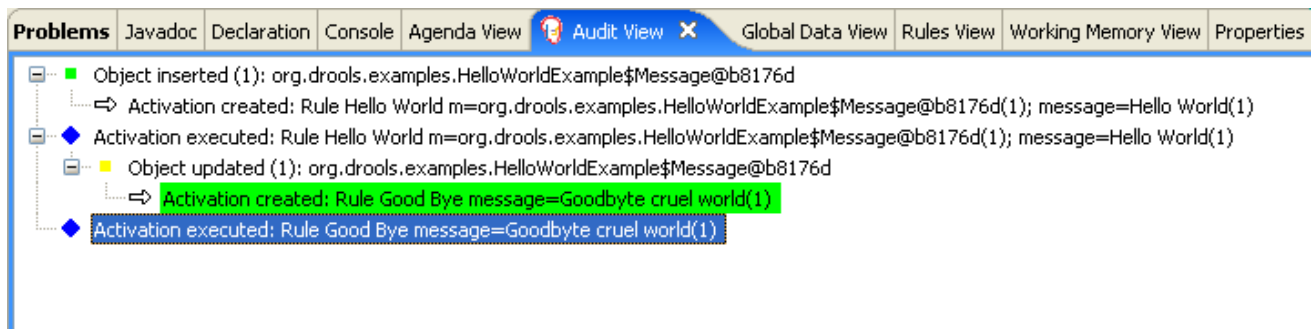 Problems Javadoc Declaration Console Agenda View Audit View Global Data View Rules View Working Memory View Properties
Object inserted (1): org.drools.examples.HelloWorldExample$Message@b8176d
Activation created: Rule Hello World m=org.drools.examples.HelloWorldExample$Message@b8176d(1); message=Hello World(1)
Activation executed: Rule Hello World m=org.drools.examples.HelloWorldExample$Message@b8176d(1); message=Hello World(1)
Object updated (1): org.drools.examples.HelloWorldExample$Message@b8176d
Activation created: Rule Good Bye message=Goodbyte cruel world(1)
Activation executed: Rule Good Bye message=Goodbyte cruel world(1)